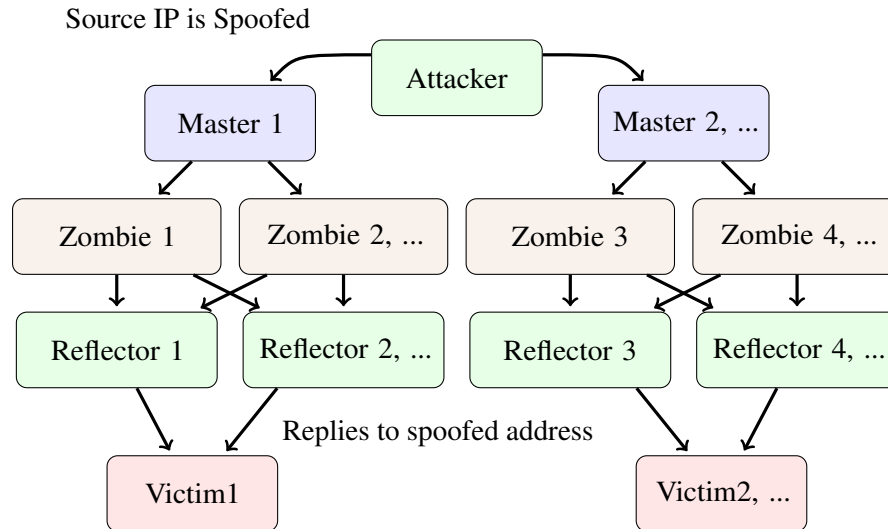 Source IP is Spoofed
Attacker
Master 1
Master 2, ...
Zombie 1
Zombie 2, ...
Zombie 3
Zombie 4, ...
Reflector 1
Reflector 2, ...
Reflector 3
Reflector 4, ...
Replies to spoofed address
Victim1
Victim2, ...